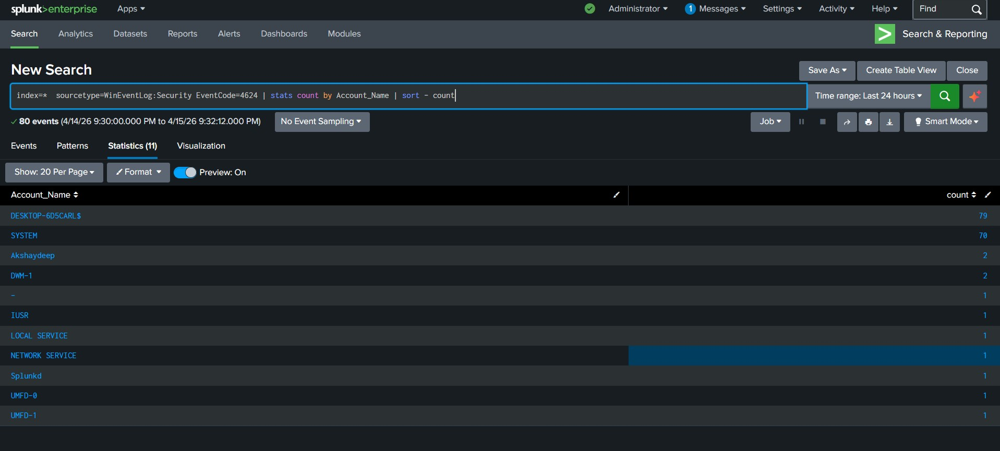 splunk>enterprise Apps Administrator 1 Messages Settings Activity Help Find
Search Analytics Datasets Reports Alerts Dashboards Modules > Search & Reporting
New Search Save As Create Table View Close
index=*  sourcetype=WinEventLog:Security EventCode=4624 | stats count by Account_Name | sort - count Time range: Last 24 hours
80 events (4/14/26 9:30:00.000 PM to 4/15/26 9:32:12.000 PM) No Event Sampling Job Smart Mode
Events Patterns Statistics (11) Visualization
Show: 20 Per Page Format Preview: On
Account_Name count
DESKTOP-6D5CARL$ 79
SYSTEM 70
Akshaydeep 2
DWM-1 2
- 1
IUSR 1
LOCAL SERVICE 1
NETWORK SERVICE 1
Splunkd 1
UMFD-0 1
UMFD-1 1